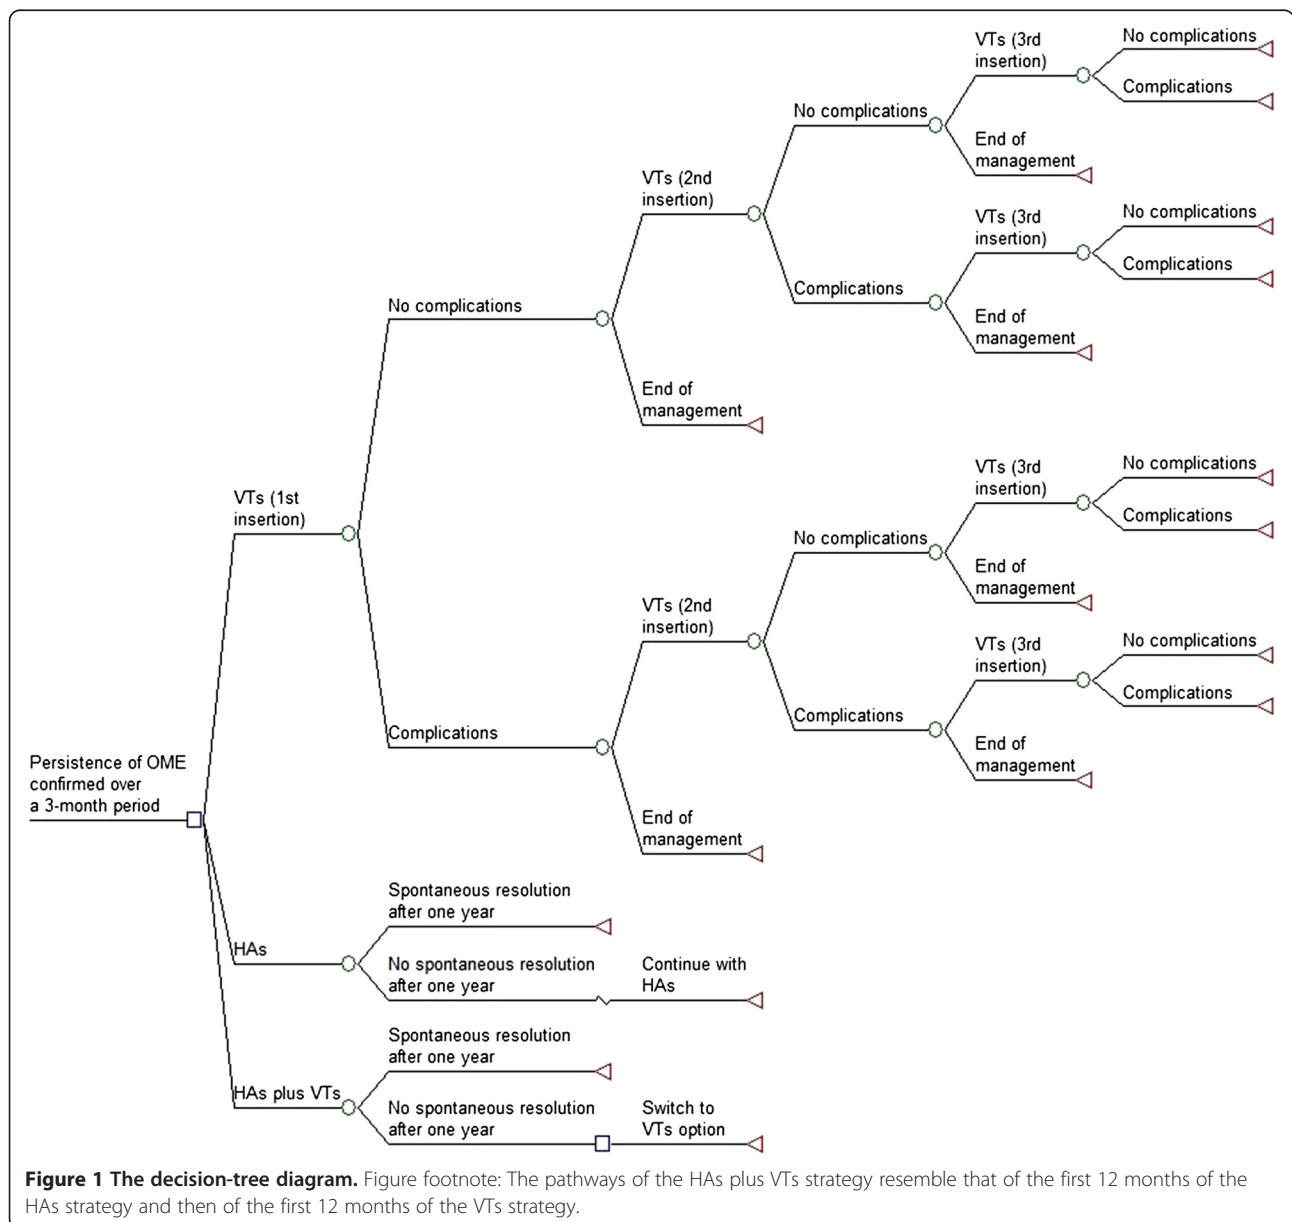 VTs (3rd
insertion)
No complications
Complications
No complications
End of
management
VTs (2nd
insertion)
VTs (3rd
insertion)
No complications
Complications
Complications
End of
management
No complications
End of
management
VTs (1st
insertion)
VTs (3rd
insertion)
No complications
Complications
No complications
End of
management
VTs (2nd
insertion)
VTs (3rd
insertion)
No complications
Complications
Complications
End of
management
Complications
End of
management
Persistence of OME
confirmed over
a 3-month period
HAs
Spontaneous resolution
after one year
No spontaneous resolution
after one year
Continue with
HAs
HAs plus VTs
Spontaneous resolution
after one year
No spontaneous resolution
after one year
Switch to
VTs option
Figure 1 The decision-tree diagram. Figure footnote: The pathways of the HAs plus VTs strategy resemble that of the first 12 months of the
HAs strategy and then of the first 12 months of the VTs strategy.